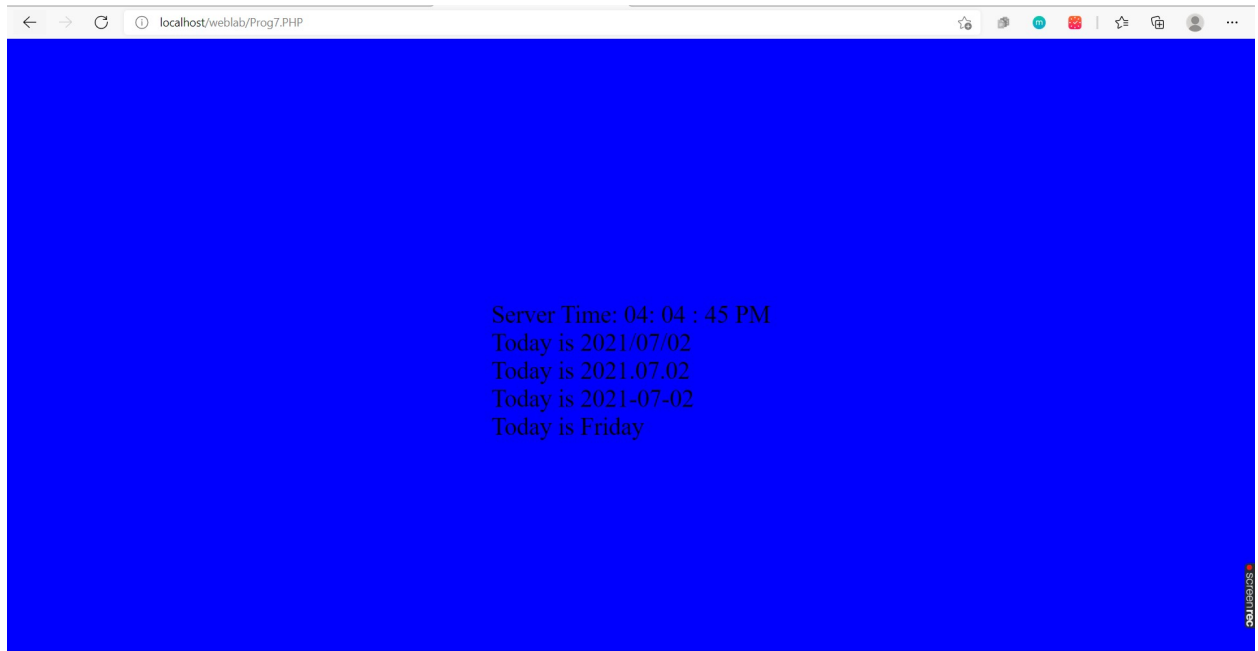 localhost/weblab/Prog7.PHP
Server Time: 04: 04 : 45 PM
Today is 2021/07/02
Today is 2021.07.02
Today is 2021-07-02
Today is Friday
screenrec